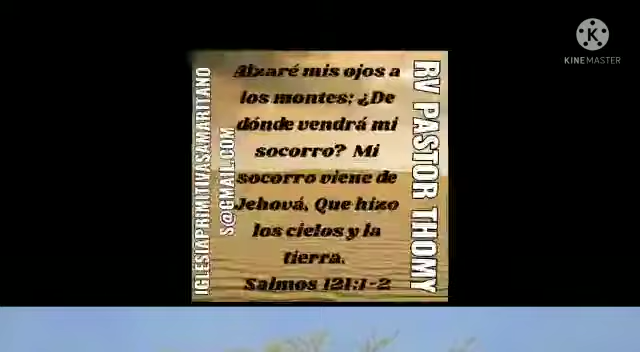 Alzaré mis ojos a
los montes; ¿De
dónde vendrá mi
socorro? Mi
socorro viene de
Jehová, Que hizo
los cielos y la
tierra.
Salmos 121:1-2
IGLESIAPRIMITIVASAMARITANO
S@GMAIL.COM
RV PASTOR THOMY
KINEMASTER